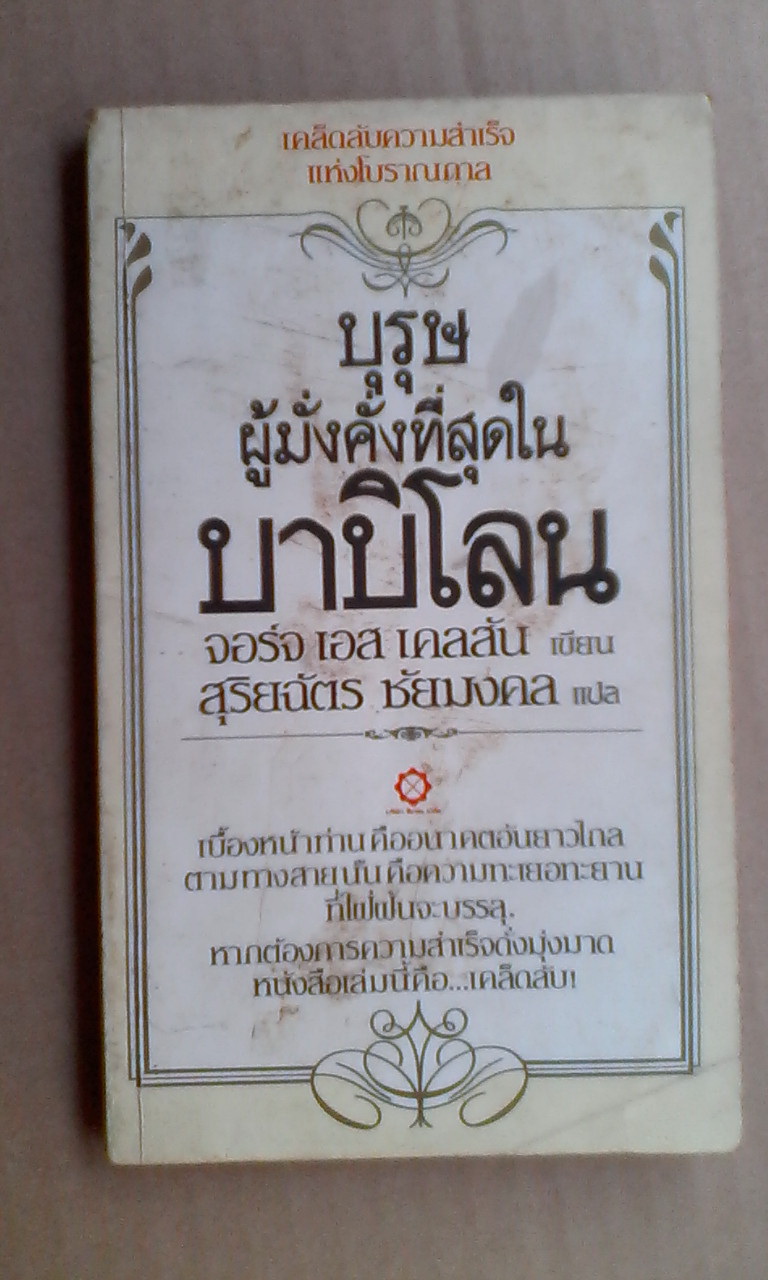 เคล็ดลับความสำเร็จ
แห่งโบราณกาล
บุรุษ
ผู้มั่งคั่งที่สุดใน
บาบิโลน
จอร์จ เอส เคลสัน เขียน
สุริยฉัตร ชัยมงคล แปล
เบื้องหน้าท่าน คืออนาคตอันยาวไกล
ตามทางสายนั้น คือความทะเยอทะยาน
ที่ใฝ่ฝันจะบรรลุ.
หากต้องการความสำเร็จดั่งมุ่งมาด
หนังสือเล่มนี้คือ...เคล็ดลับ!